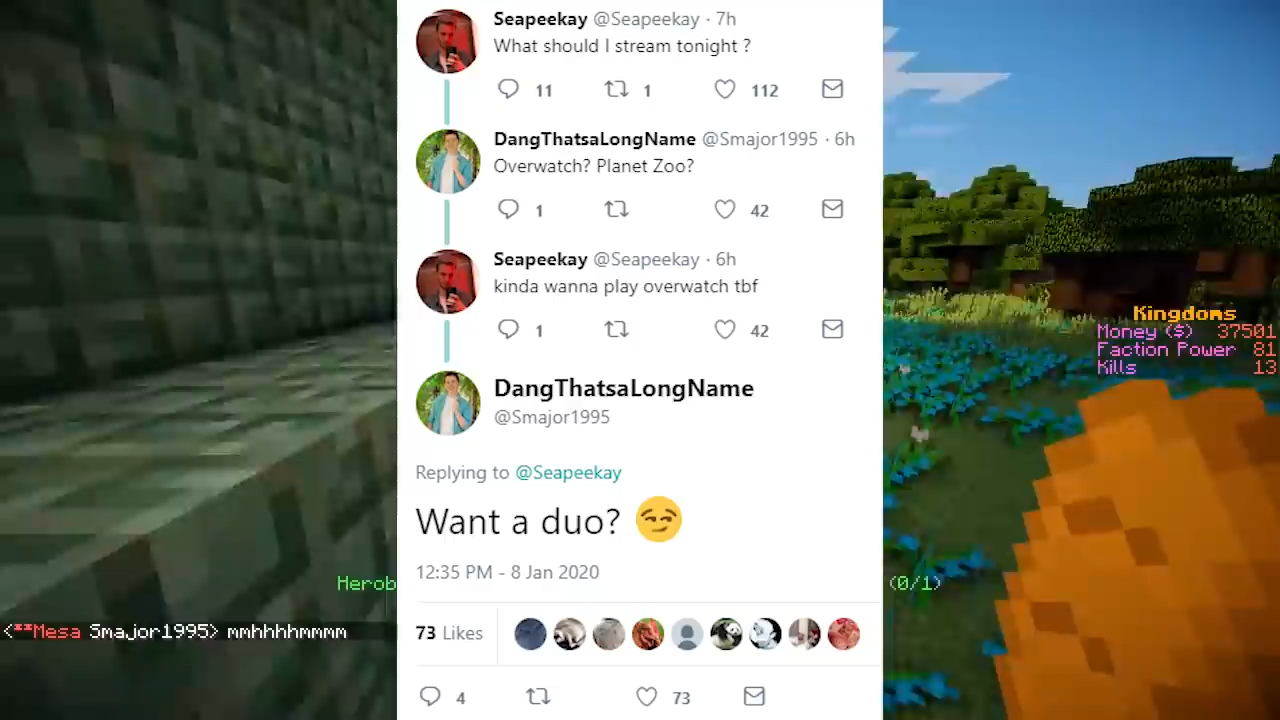 Seapeekay @Seapeekay · 7h
What should I stream tonight ?
11 1 112
DangThatsaLongName @Smajor1995 · 6h
Overwatch? Planet Zoo?
1 42
Seapeekay @Seapeekay · 6h
kinda wanna play overwatch tbf
1 42
DangThatsaLongName
@Smajor1995
Replying to @Seapeekay
Want a duo? 😏
12:35 PM - 8 Jan 2020
73 Likes
4 73
Kingdoms
Money ($) 37501
Faction Power 81
Kills 13
Herob
(0/1)
<**Mesa Smajor1995> mmhhhhmmmm